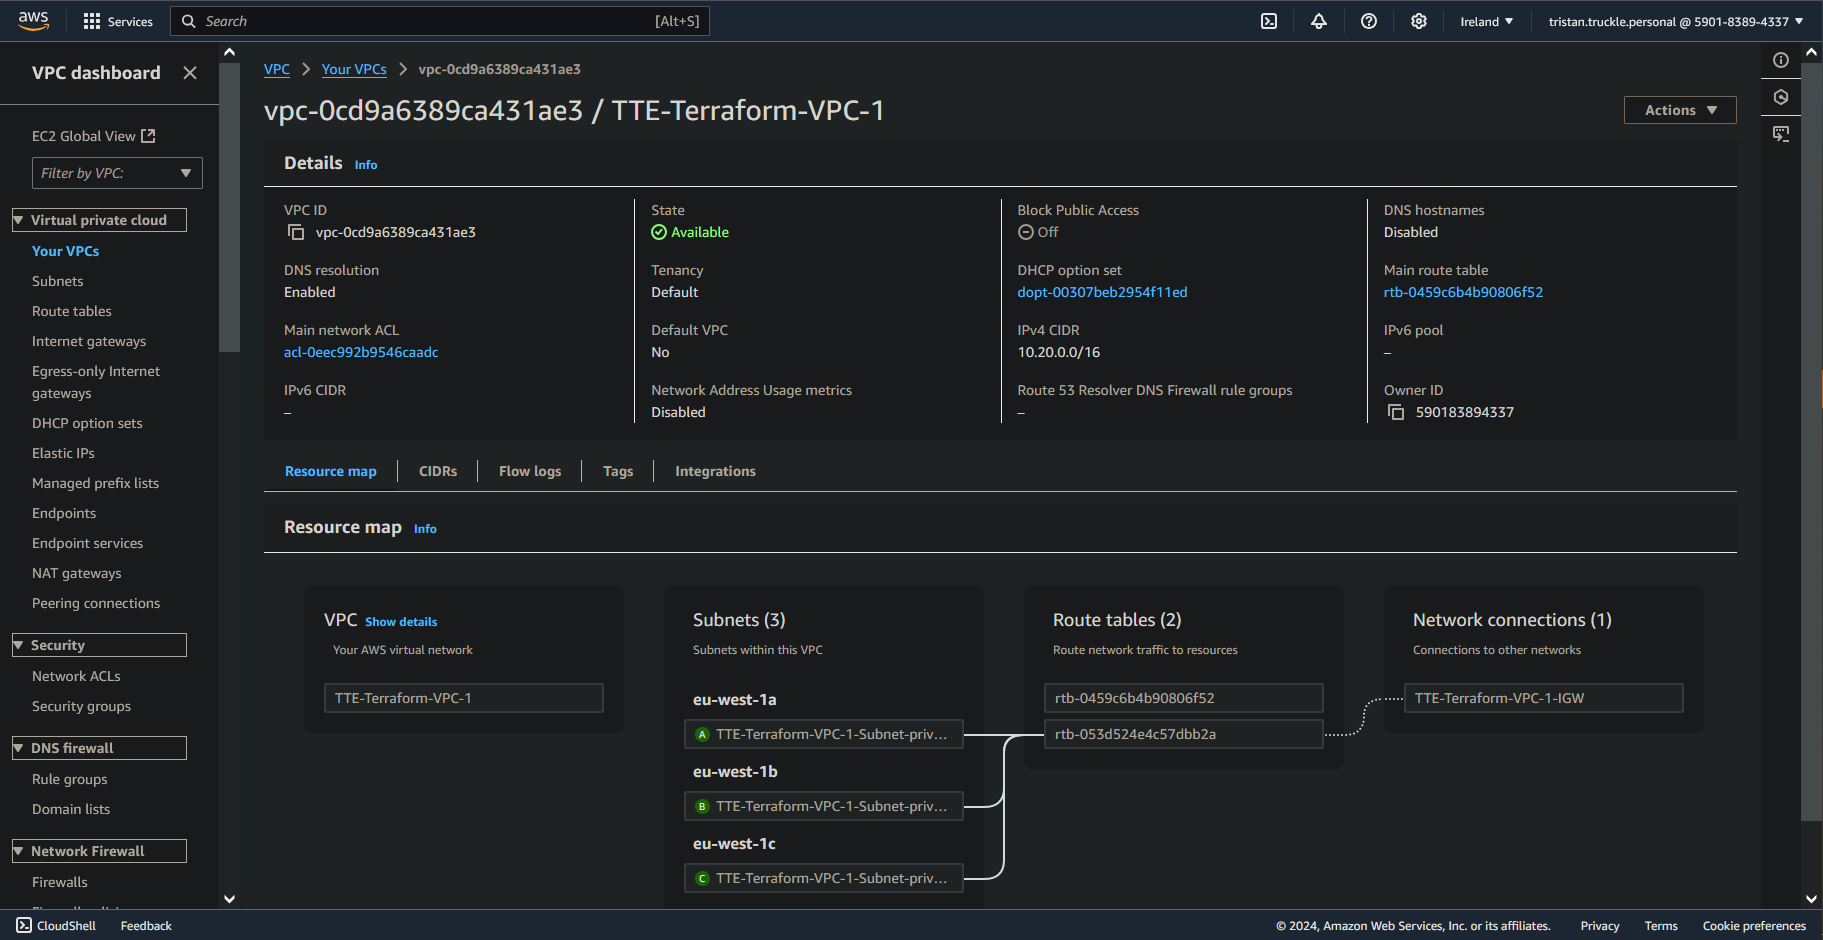 aws
Services
Search
[Alt+S]
Ireland
tristan.truckle.personal @ 5901-8389-4337
VPC dashboard
EC2 Global View
Filter by VPC:
Virtual private cloud
Your VPCs
Subnets
Route tables
Internet gateways
Egress-only Internet
gateways
DHCP option sets
Elastic IPs
Managed prefix lists
Endpoints
Endpoint services
NAT gateways
Peering connections
Security
Network ACLs
Security groups
DNS firewall
Rule groups
Domain lists
Network Firewall
Firewalls
VPC
Your VPCs
vpc-0cd9a6389ca431ae3
vpc-0cd9a6389ca431ae3 / TTE-Terraform-VPC-1
Actions
Details Info
VPC ID
vpc-0cd9a6389ca431ae3
State
Available
Block Public Access
Off
DNS hostnames
Disabled
DNS resolution
Enabled
Tenancy
Default
DHCP option set
dopt-00307beb2954f11ed
Main route table
rtb-0459c6b4b90806f52
Main network ACL
acl-0eec992b9546caadc
Default VPC
No
IPv4 CIDR
10.20.0.0/16
IPv6 pool
–
IPv6 CIDR
–
Network Address Usage metrics
Disabled
Route 53 Resolver DNS Firewall rule groups
–
Owner ID
590183894337
Resource map
CIDRs
Flow logs
Tags
Integrations
Resource map Info
VPC Show details
Your AWS virtual network
TTE-Terraform-VPC-1
Subnets (3)
Subnets within this VPC
eu-west-1a
A TTE-Terraform-VPC-1-Subnet-priv...
eu-west-1b
B TTE-Terraform-VPC-1-Subnet-priv...
eu-west-1c
C TTE-Terraform-VPC-1-Subnet-priv...
Route tables (2)
Route network traffic to resources
rtb-0459c6b4b90806f52
rtb-053d524e4c57dbb2a
Network connections (1)
Connections to other networks
TTE-Terraform-VPC-1-IGW
CloudShell
Feedback
© 2024, Amazon Web Services, Inc. or its affiliates.
Privacy
Terms
Cookie preferences